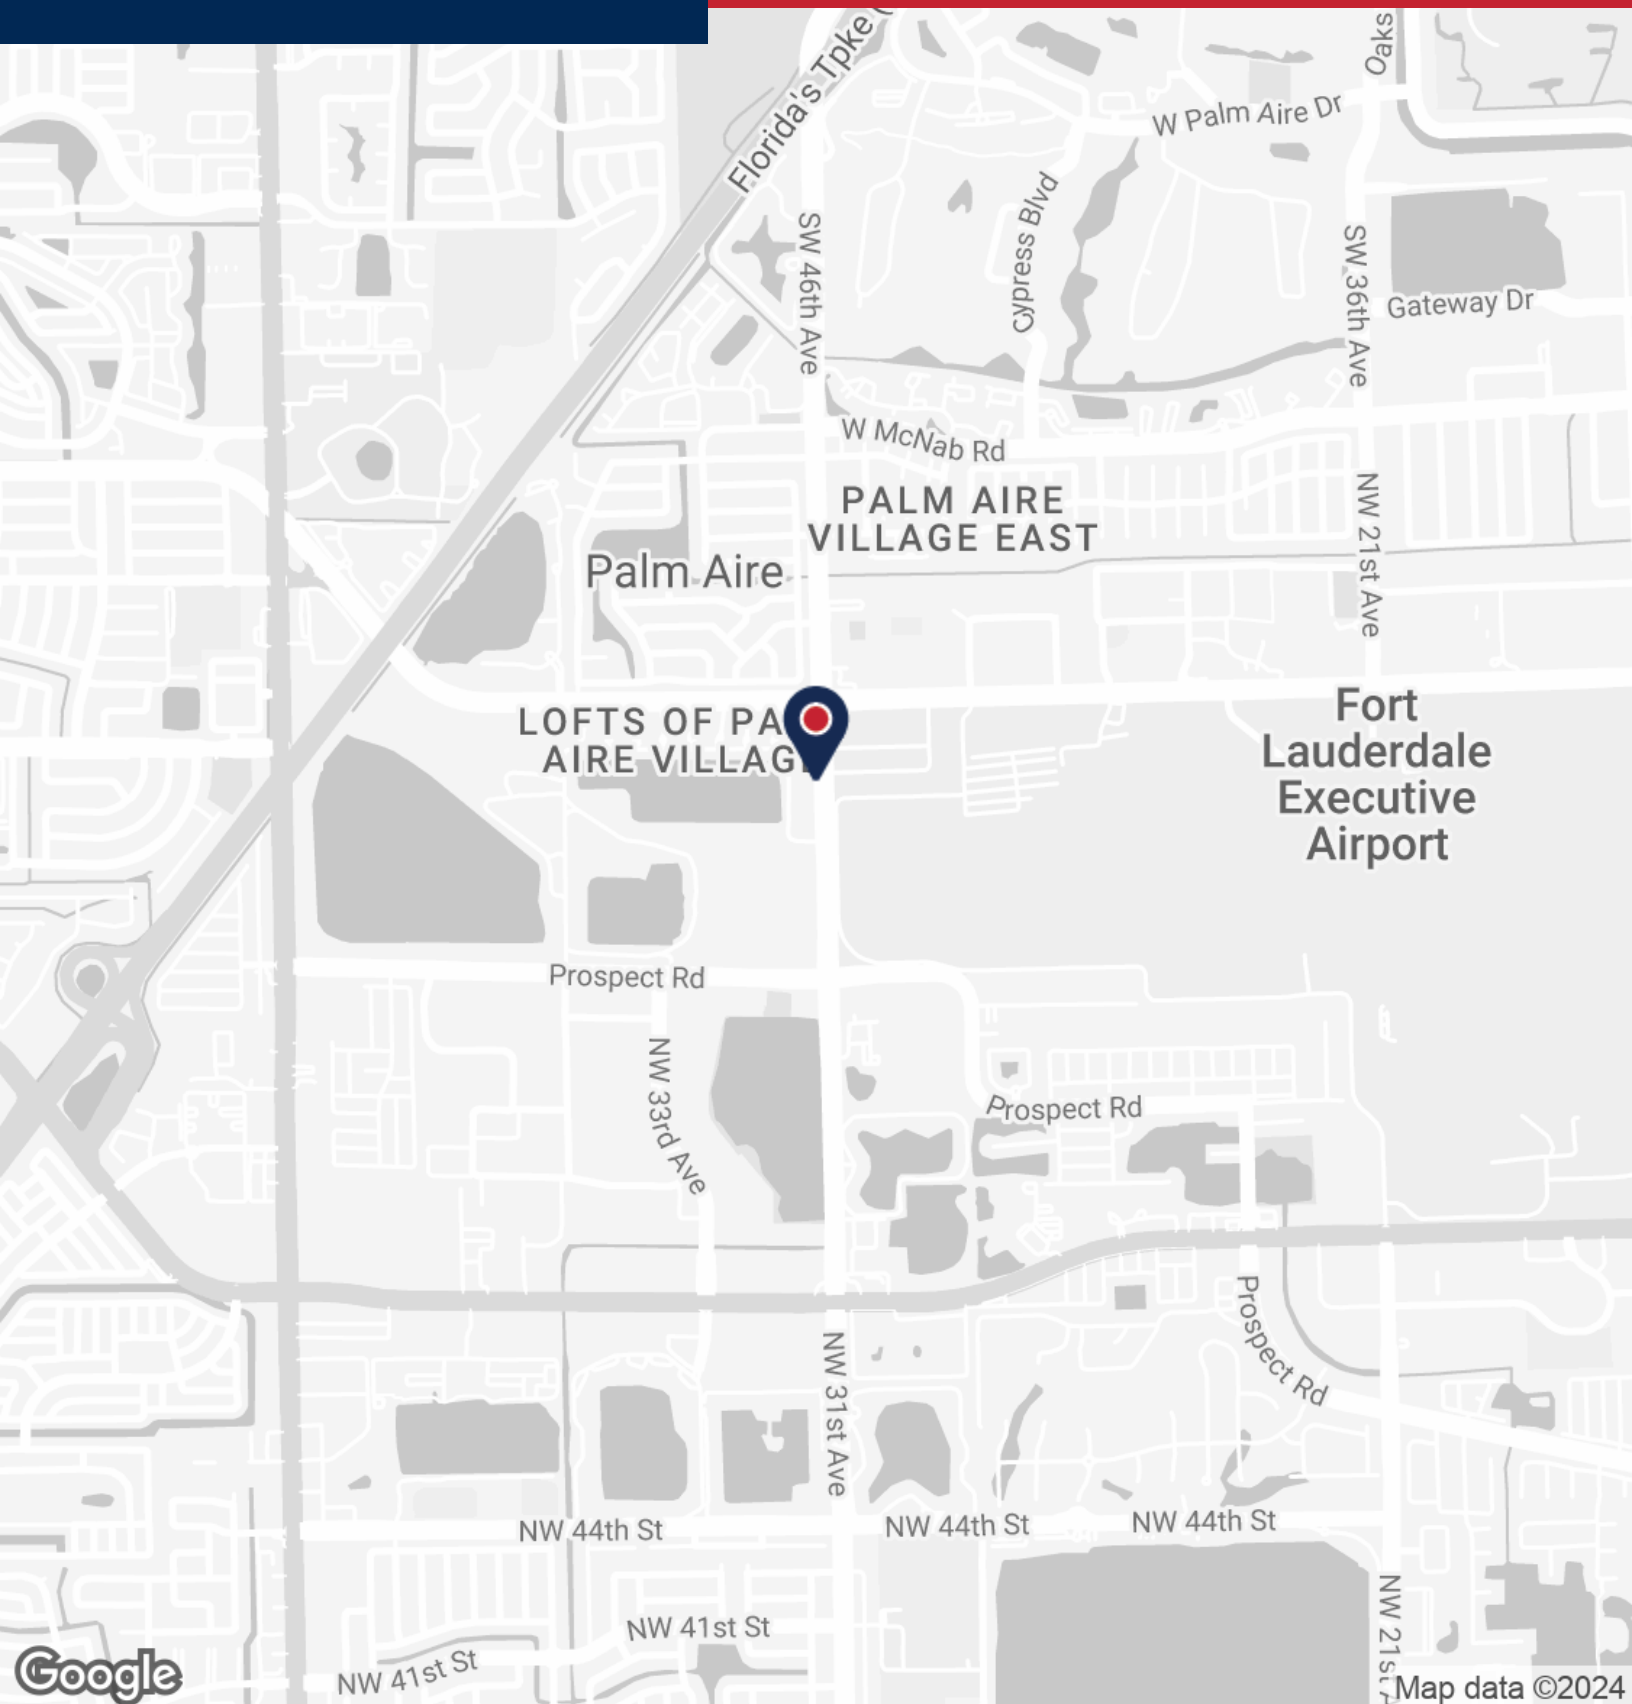 Florida's Tpke
Oaks
W Palm Aire Dr
Cypress Blvd
SW 46th Ave
SW 36th Ave
Gateway Dr
W McNab Rd
PALM AIRE
VILLAGE EAST
NW 21st Ave
Palm Aire
LOFTS OF PA
AIRE VILLAG
Fort
Lauderdale
Executive
Airport
Prospect Rd
NW 33rd Ave
Prospect Rd
Prospect Rd
NW 31st Ave
NW 44th St
NW 44th St
NW 44th St
NW 41st St
NW 41st St
NW 21st A
Google
Map data ©2024